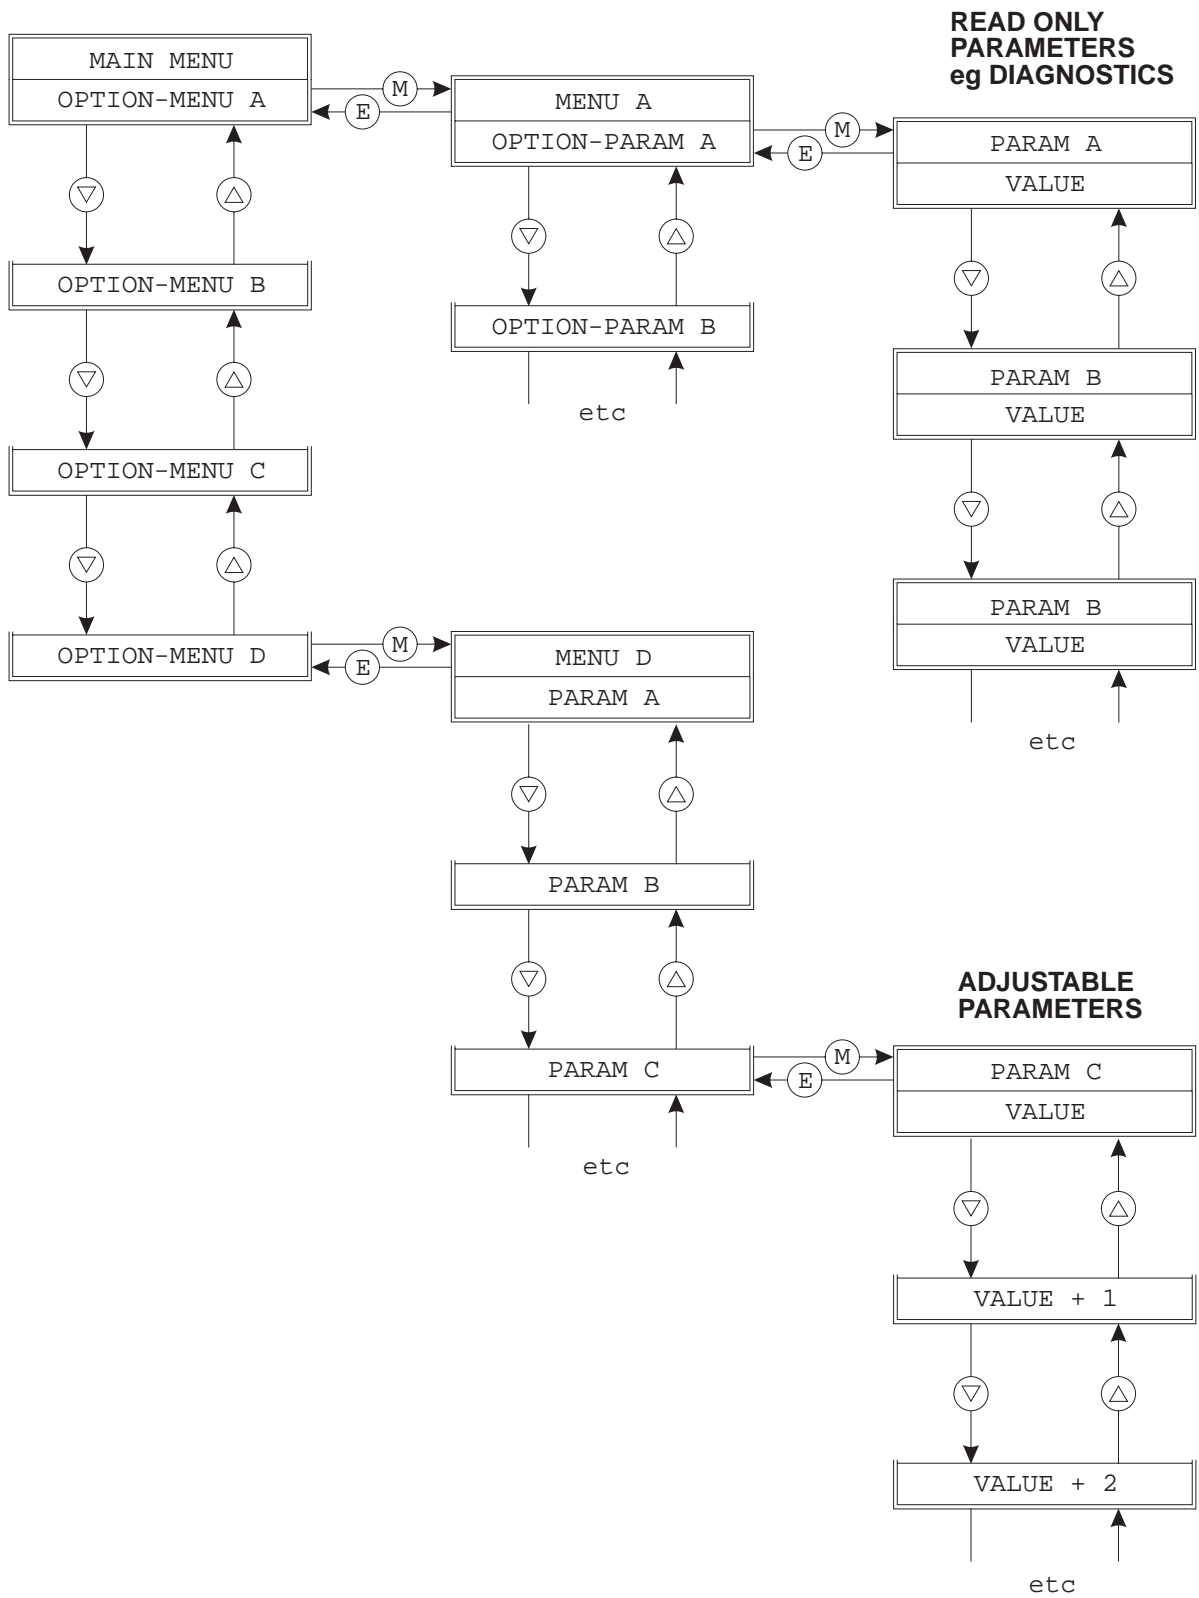 READ ONLY
PARAMETERS
eg DIAGNOSTICS
MAIN MENU
OPTION-MENU A
M
E
MENU A
OPTION-PARAM A
M
E
PARAM A
VALUE
OPTION-MENU B
OPTION-PARAM B
etc
PARAM B
VALUE
OPTION-MENU C
PARAM B
VALUE
etc
OPTION-MENU D
M
E
MENU D
PARAM A
PARAM B
ADJUSTABLE
PARAMETERS
PARAM C
etc
M
E
PARAM C
VALUE
VALUE + 1
VALUE + 2
etc